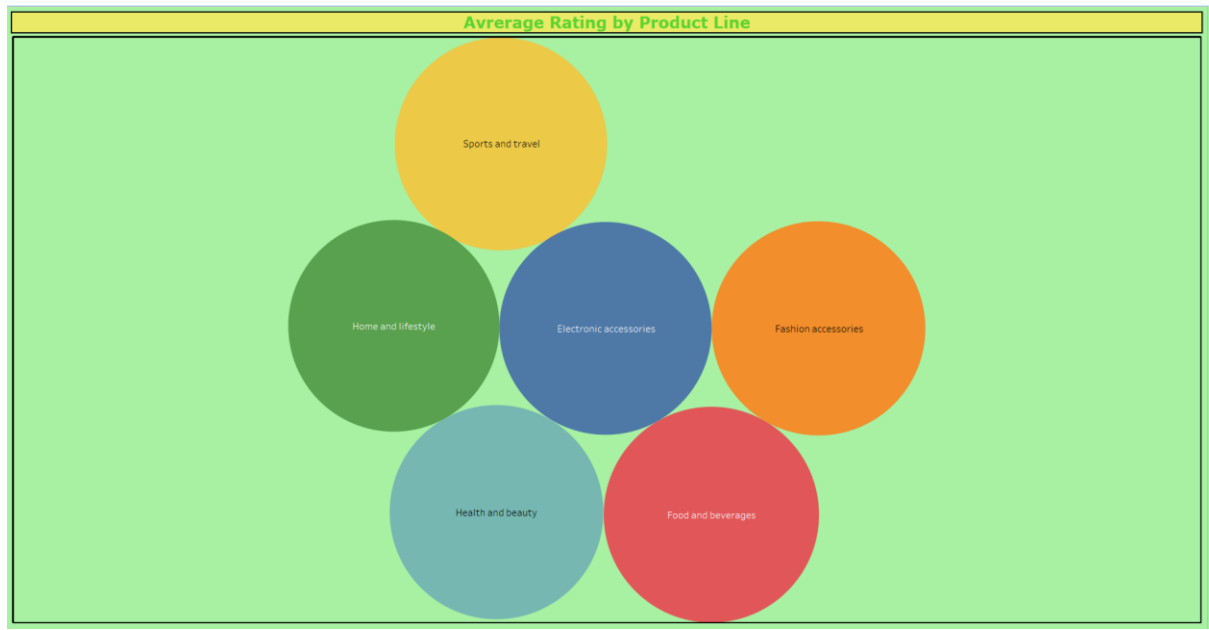 Avrerage Rating by Product Line
Sports and travel
Home and lifestyle
Electronic accessories
Fashion accessories
Health and beauty
Food and beverages